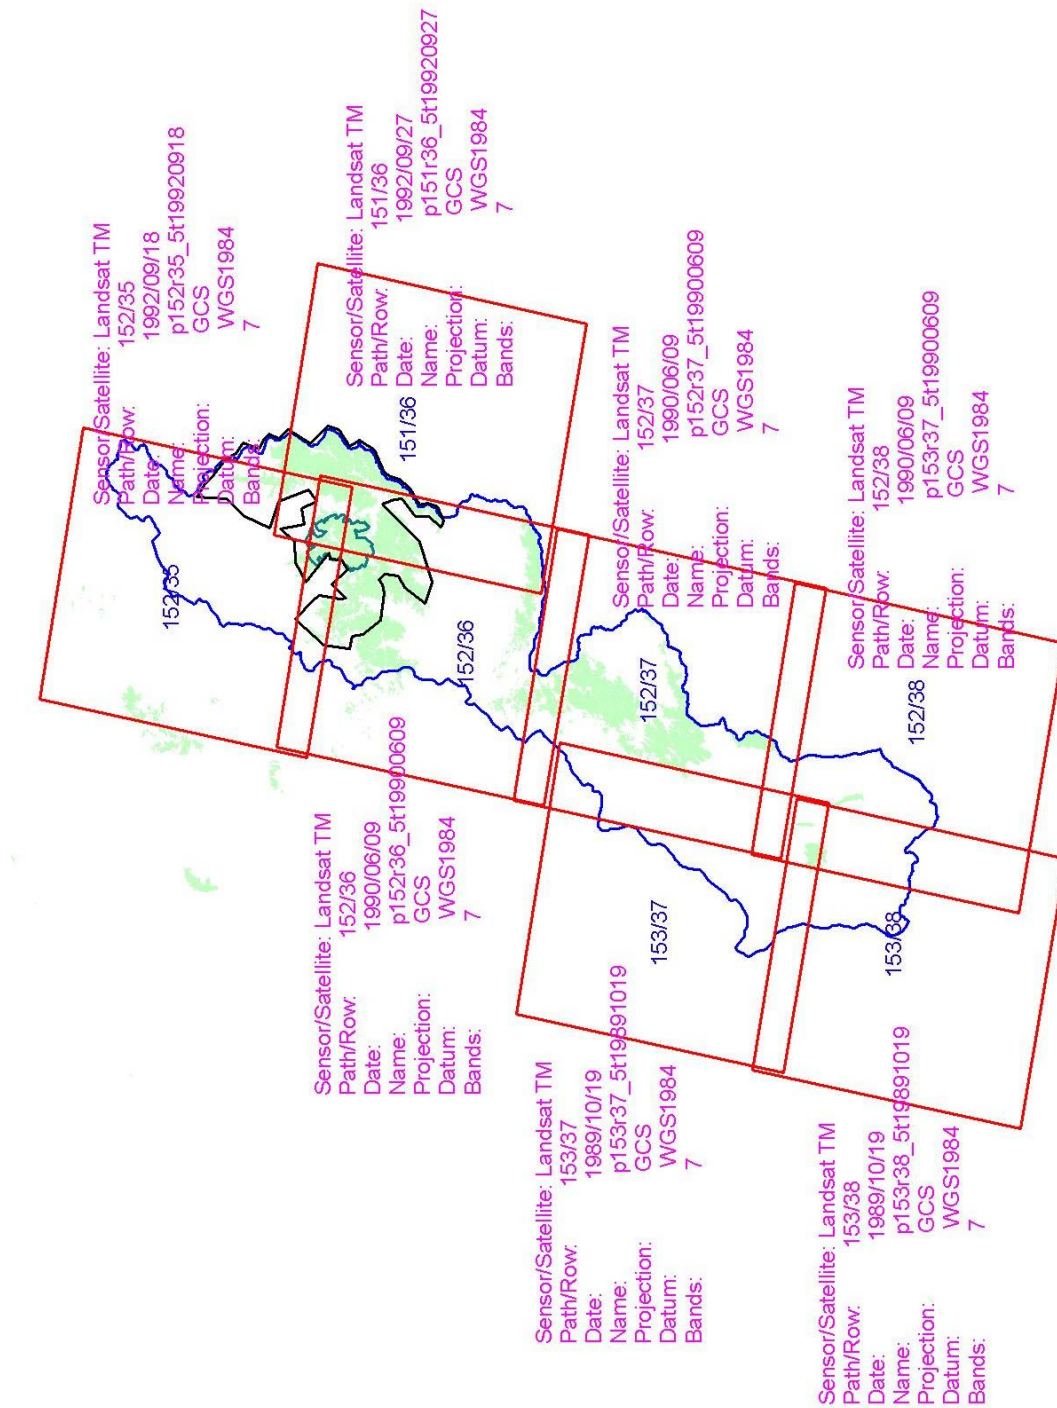 Sensor/Satellite: Landsat TM
Path/Row: 152/35
Date: 1992/09/18
Name: p152r35_5t19920918
Projection: GCS
Datum: WGS1984
Bands: 7
Sensor/Satellite: Landsat TM
Path/Row: 151/36
Date: 1992/09/27
Name: p151r36_5t19920927
Projection: GCS
Datum: WGS1984
Bands: 7
152/35
151/36
152/36
Sensor/Satellite: Landsat TM
Path/Row: 152/36
Date: 1990/06/09
Name: p152r36_5t19900609
Projection: GCS
Datum: WGS1984
Bands: 7
Sensor/Satellite: Landsat TM
Path/Row: 152/37
Date: 1990/06/09
Name: p152r37_5t19900609
Projection: GCS
Datum: WGS1984
Bands: 7
152/37
153/37
Sensor/Satellite: Landsat TM
Path/Row: 153/37
Date: 1989/10/19
Name: p153r37_5t19891019
Projection: GCS
Datum: WGS1984
Bands: 7
Sensor/Satellite: Landsat TM
Path/Row: 152/38
Date: 1990/06/09
Name: p153r37_5t19900609
Projection: GCS
Datum: WGS1984
Bands: 7
152/38
153/38
Sensor/Satellite: Landsat TM
Path/Row: 153/38
Date: 1989/10/19
Name: p153r38_5t19891019
Projection: GCS
Datum: WGS1984
Bands: 7